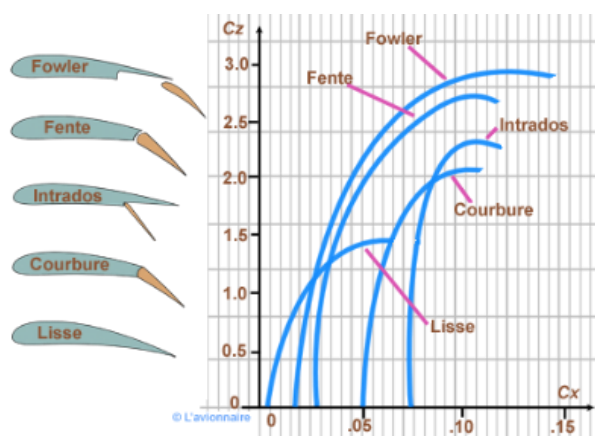 Fowler
Fente
Intrados
Courbure
Lisse
Cz
3.0
2.5
2.0
1.5
1.0
0.5
0
Fowler
Fente
Intrados
Courbure
Lisse
Cx
0
.05
.10
.15
© L'avionnaire